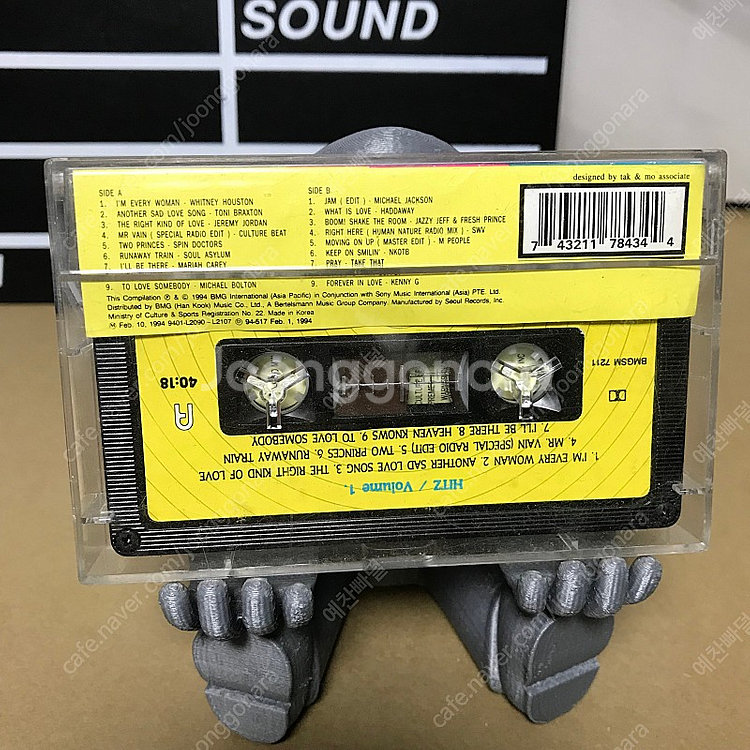 SOUND
designed by tak & mo associate
SIDE A
1. I'M EVERY WOMAN - WHITNEY HOUSTON
2. ANOTHER SAD LOVE SONG - TONI BRAXTON
3. THE RIGHT KIND OF LOVE - JEREMY JORDAN
4. MR VAIN ( SPECIAL RADIO EDIT ) - CULTURE BEAT
5. TWO PRINCES - SPIN DOCTORS
6. RUNAWAY TRAIN - SOUL ASYLUM
7. I'LL BE THERE - MARIAH CAREY
9. TO LOVE SOMEBODY - MICHAEL BOLTON
SIDE B
1. JAM ( EDIT ) - MICHAEL JACKSON
2. WHAT IS LOVE - HADDAWAY
3. BOOM! SHAKE THE ROOM - JAZZY JEFF & FRESH PRINCE
4. RIGHT HERE ( HUMAN NATURE RADIO MIX ) - SWV
5. MOVING ON UP ( MASTER EDIT ) - M PEOPLE
6. KEEP ON SMILIN' - NKOTB
7. PRAY - TAKE THAT
9. FOREVER IN LOVE - KENNY G
7 43211 78434 4
This Compilation ℗ & © 1994 BMG International (Asia Pacific) in Conjunction with Sony Music International (Asia) PTE. Ltd.
Distributed by BMG (Han Kook) Music Co., Ltd., A Bertelsmann Music Group Company. Manufactured by Seoul Records, Inc.
Ministry of Culture & Sports Registration No. 22. Made in Korea
Ⓜ Feb. 10, 1994 9401-L2090 - L2107 ℗ 94-517 Feb. 1, 1994
HITZ / Volume 1.
1. I'M EVERY WOMAN 2. ANOTHER SAD LOVE SONG 3. THE RIGHT KIND OF LOVE
4. MR. VAIN (SPECIAL RADIO EDIT) 5. TWO PRINCES 6. RUNAWAY TRAIN
7. I'LL BE THERE 8. HEAVEN KNOWS 9. TO LOVE SOMEBODY
BMGSM 7211
A
40:18
Joonggonara
cafe.naver.com/joonggonara
예찬빠덜